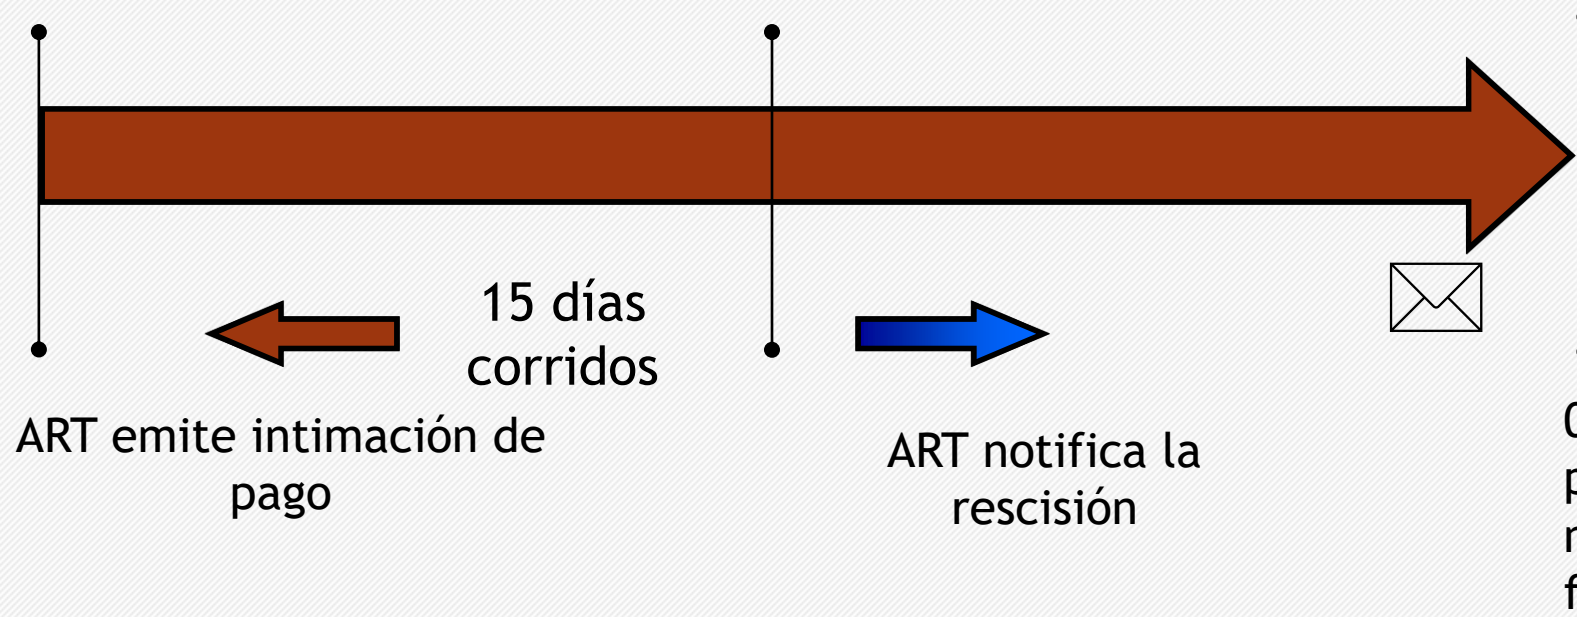 15 días
corridos
ART emite intimación de
pago
ART notifica la
rescisión